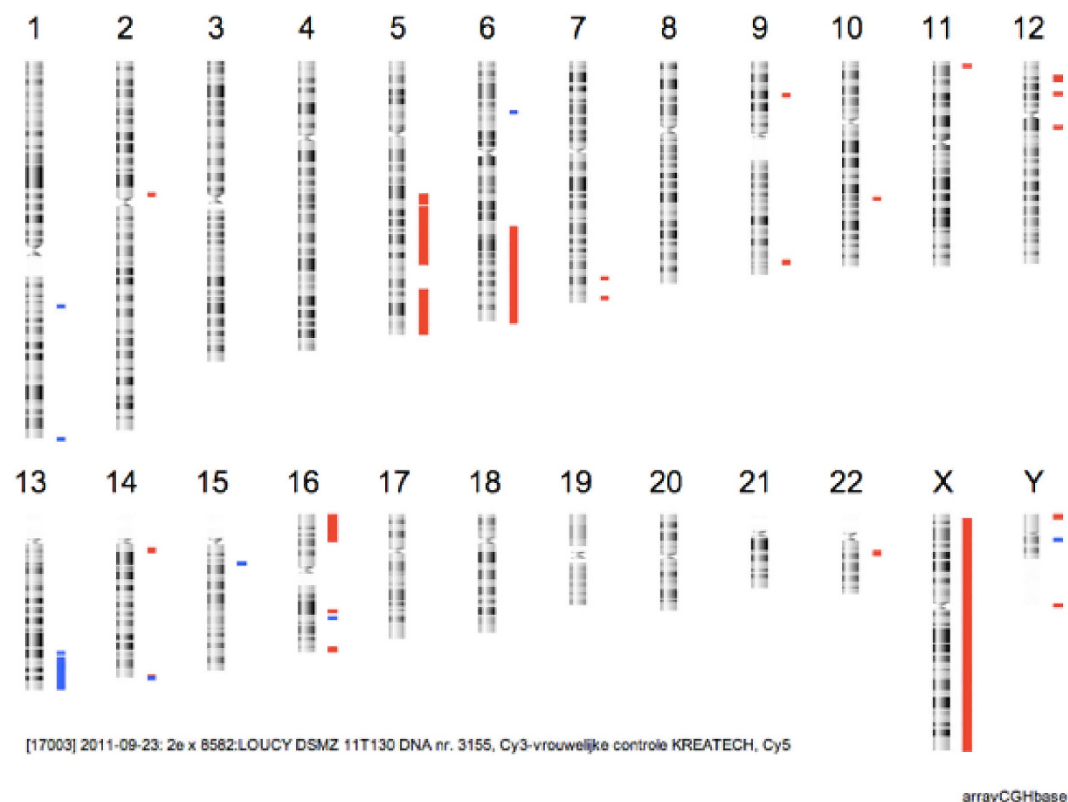 1 2 3 4 5 6 7 8 9 10 11 12
13 14 15 16 17 18 19 20 21 22 X Y
[17003] 2011-09-23: 2e x 8582:LOUCY DSMZ 11T130 DNA nr. 3155, Cy3-vrouwelijke controle KREATECH, Cy5
arrayCGHbase